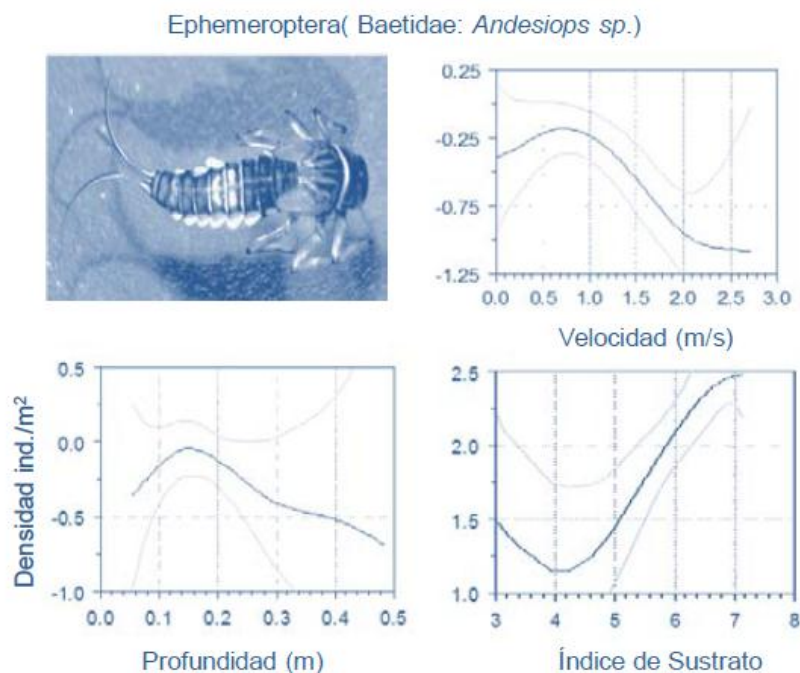 Ephemeroptera( Baetidae: Andesiops sp.)
0.25
-0.25
-0.75
-1.25
0.0 0.5 1.0 1.5 2.0 2.5 3.0
Velocidad (m/s)
Densidad ind./m²
0.5
0.0
-0.5
-1.0
0.0 0.1 0.2 0.3 0.4 0.5
Profundidad (m)
2.5
2.0
1.5
1.0
3 4 5 6 7 8
Índice de Sustrato